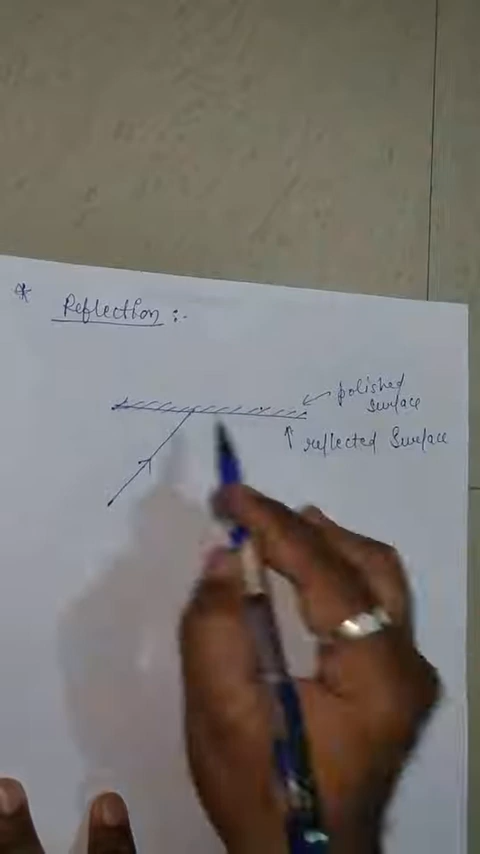 * Reflection :-
polished
surface
reflected surface